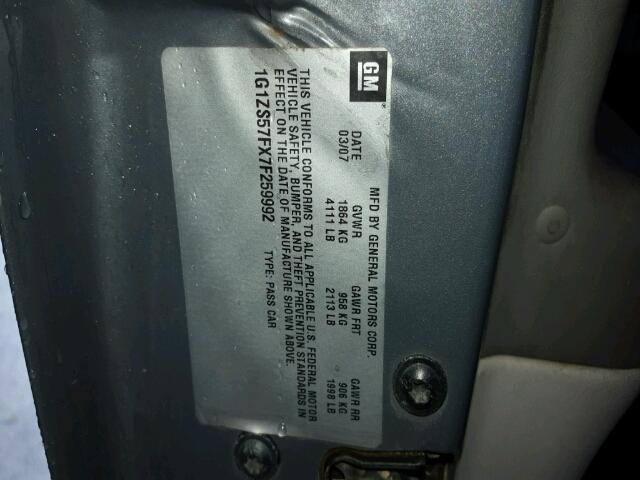 GM
MFD BY GENERAL MOTORS CORP.
DATE GVWR GAWR FRT GAWR RR
03/07 1864 KG 958 KG 906 KG
4111 LB 2113 LB 1998 LB
THIS VEHICLE CONFORMS TO ALL APPLICABLE U.S. FEDERAL MOTOR
VEHICLE SAFETY, BUMPER, AND THEFT PREVENTION STANDARDS IN
EFFECT ON THE DATE OF MANUFACTURE SHOWN ABOVE.
1G1ZS57FX7F259992 TYPE: PASS CAR